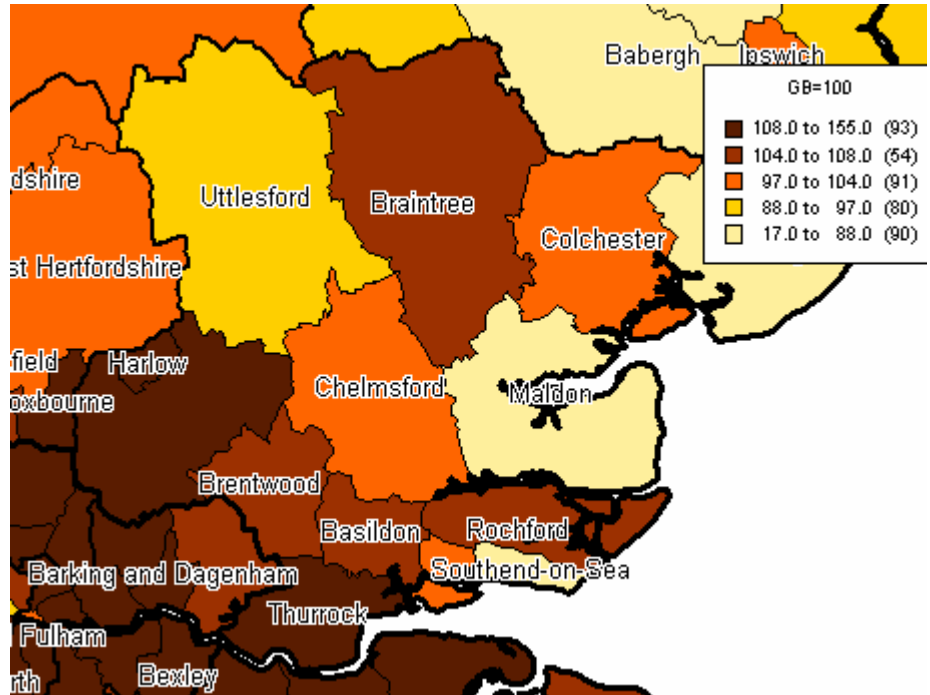 Babergh Ipswich
GB=100
108.0 to 155.0 (93)
104.0 to 108.0 (54)
97.0 to 104.0 (91)
88.0 to 97.0 (80)
17.0 to 88.0 (90)
dshire
Uttlesford
Braintree
Colchester
st Hertfordshire
field
Harlow
oxbourne
Chelmsford
Maldon
Brentwood
Basildon
Rochford
Barking and Dagenham
Southend-on-Sea
Thurrock
l Fulham
rth
Bexley